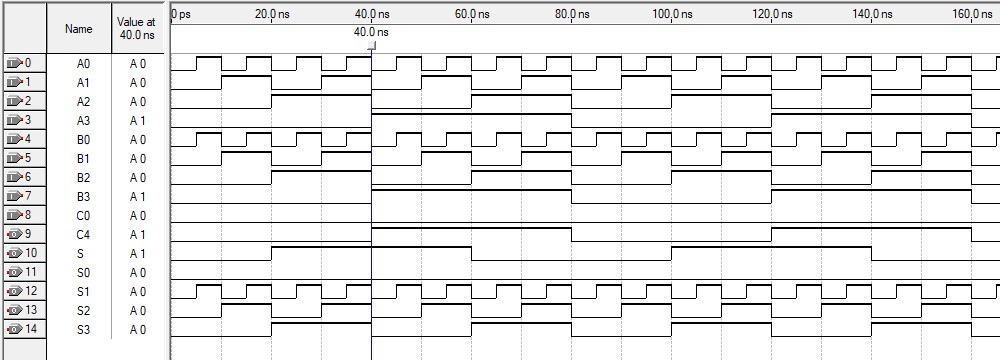 Name
Value at
40.0 ns
0 ps 20.0 ns 40.0 ns 60.0 ns 80.0 ns 100.0 ns 120.0 ns 140.0 ns 160.0 ns
40.0 ns
0 A0 A 0
1 A1 A 0
2 A2 A 0
3 A3 A 1
4 B0 A 0
5 B1 A 0
6 B2 A 0
7 B3 A 1
8 C0 A 0
9 C4 A 1
10 S A 1
11 S0 A 0
12 S1 A 0
13 S2 A 0
14 S3 A 0